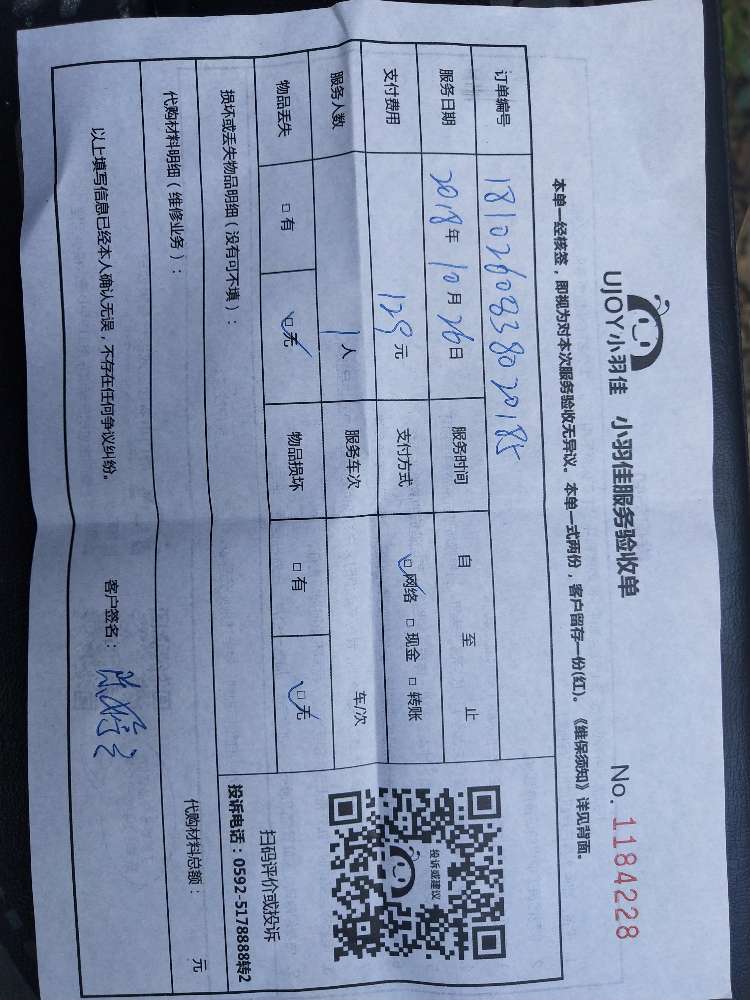 UJOY小羽佳 小羽佳服务验收单
No. 1184228
本单一经核签，即视为对本次服务验收无异议。本单一式两份，客户留存一份(红)。《维保须知》详见背面。
订单编号 1810260838020185
服务日期 2018年10月26日 服务时间 自 至 止
支付费用 129元 支付方式 网络 现金 转账
服务人数 1人 服务车次 车/次
物品丢失 有 无 物品损坏 有 无
投诉或建议
扫码评价或投诉
投诉电话：0592-5178888转2
损坏或丢失物品明细（没有可不填）：
代购材料明细（维修业务）： 代购材料总额： 元
以上填写信息已经本人确认无误，不存在任何争议纠纷。 客户签名：